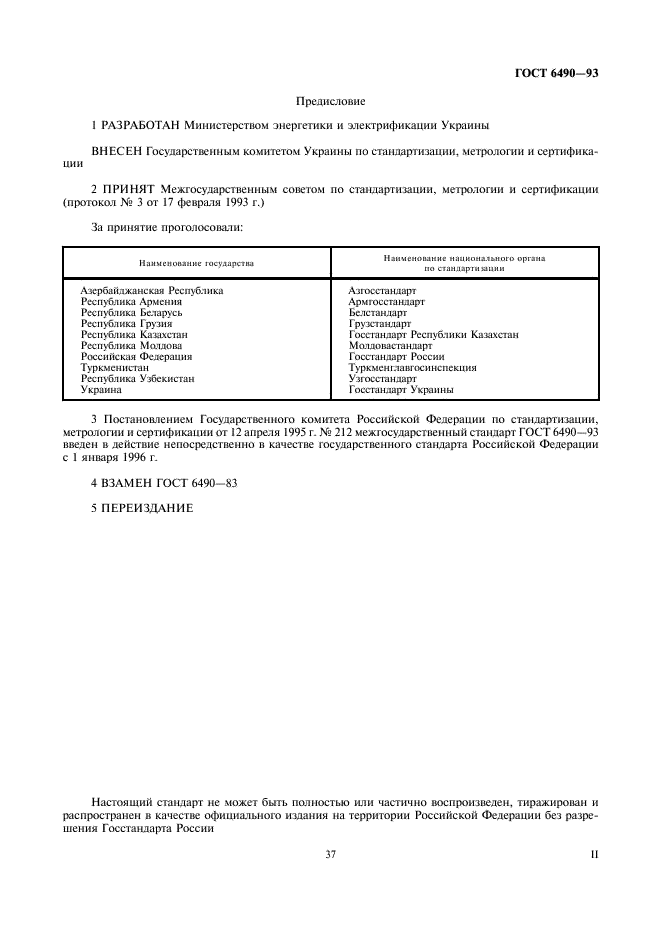 ГОСТ 6490—93
Предисловие
1 РАЗРАБОТАН Министерством энергетики и электрификации Украины
ВНЕСЕН Государственным комитетом Украины по стандартизации, метрологии и сертифика-
ции
2 ПРИНЯТ Межгосударственным советом по стандартизации, метрологии и сертификации
(протокол № 3 от 17 февраля 1993 г.)
За принятие проголосовали:
Наименование государства
Наименование национального органа
по стандартизации
Азербайджанская Республика Азгосстандарт
Республика Армения Армгосстандарт
Республика Беларусь Белстандарт
Республика Грузия Грузстандарт
Республика Казахстан Госстандарт Республики Казахстан
Республика Молдова Молдовастандарт
Российская Федерация Госстандарт России
Туркменистан Туркменглавгосинспекция
Республика Узбекистан Узгосстандарт
Украина Госстандарт Украины
3 Постановлением Государственного комитета Российской Федерации по стандартизации,
метрологии и сертификации от 12 апреля 1995 г. № 212 межгосударственный стандарт ГОСТ 6490—93
введен в действие непосредственно в качестве государственного стандарта Российской Федерации
с 1 января 1996 г.
4 ВЗАМЕН ГОСТ 6490—83
5 ПЕРЕИЗДАНИЕ
Настоящий стандарт не может быть полностью или частично воспроизведен, тиражирован и
распространен в качестве официального издания на территории Российской Федерации без разре-
шения Госстандарта России
37 II